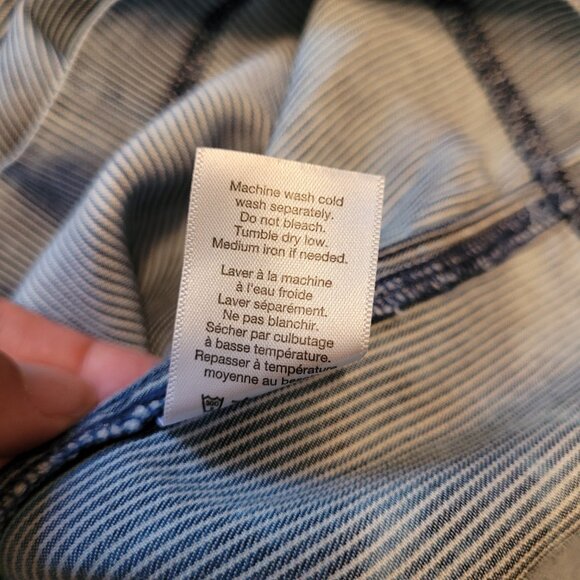 Machine wash cold
wash separately.
Do not bleach.
Tumble dry low.
Medium iron if needed.
Laver à la machine
à l'eau froide
Laver séparément.
Ne pas blanchir.
Sécher par culbutage
à basse température.
Repasser à température
moyenne au